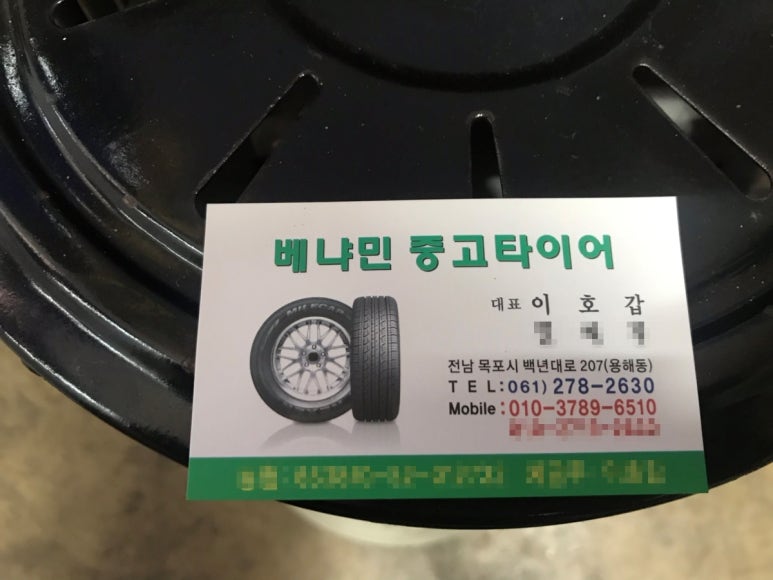 베냐민 중고타이어
대표 이 호 갑
전남 목포시 백년대로 207(용해동)
TEL:061) 278-2630
Mobile:010-3789-6510